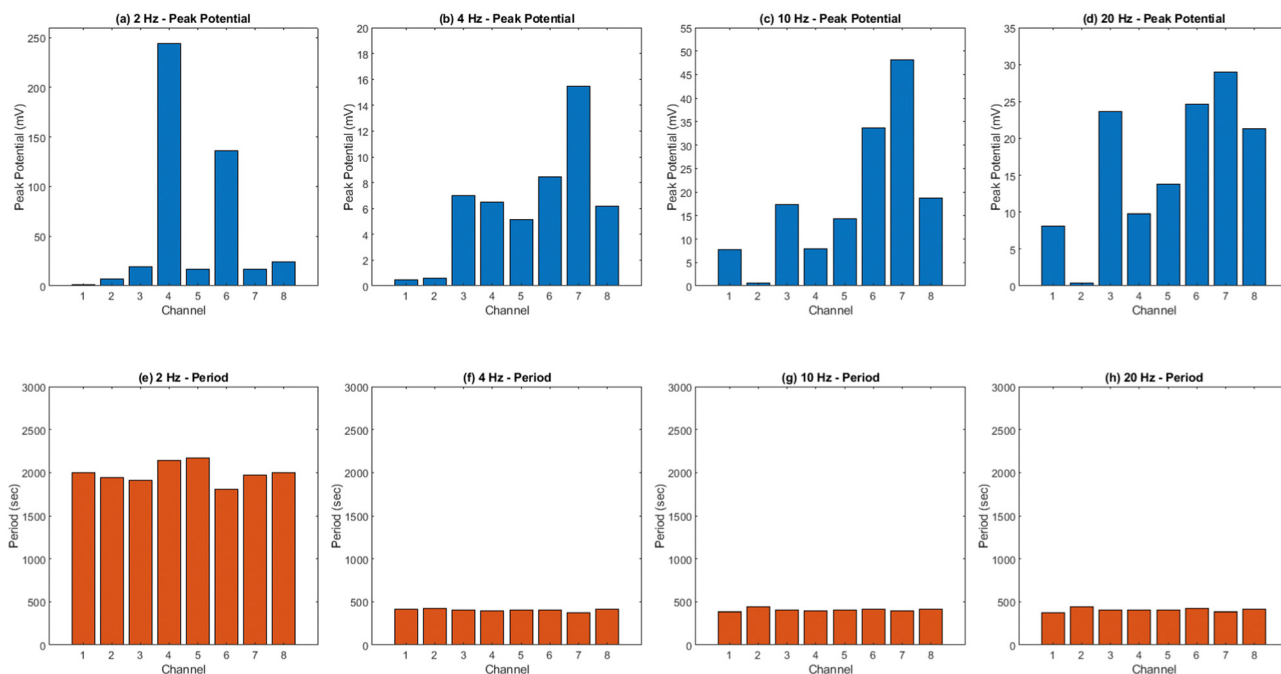 (a) 2 Hz - Peak Potential
Peak Potential (mV)
250
200
150
100
50
0
1 2 3 4 5 6 7 8
Channel
(b) 4 Hz - Peak Potential
Peak Potential (mV)
20
18
16
14
12
10
8
6
4
2
0
1 2 3 4 5 6 7 8
Channel
(c) 10 Hz - Peak Potential
Peak Potential (mV)
55
50
45
40
35
30
25
20
15
10
5
0
1 2 3 4 5 6 7 8
Channel
(d) 20 Hz - Peak Potential
Peak Potential (mV)
35
30
25
20
15
10
5
0
1 2 3 4 5 6 7 8
Channel
(e) 2 Hz - Period
Period (sec)
3000
2500
2000
1500
1000
500
0
1 2 3 4 5 6 7 8
Channel
(f) 4 Hz - Period
Period (sec)
3000
2500
2000
1500
1000
500
0
1 2 3 4 5 6 7 8
Channel
(g) 10 Hz - Period
Period (sec)
3000
2500
2000
1500
1000
500
0
1 2 3 4 5 6 7 8
Channel
(h) 20 Hz - Period
Period (sec)
3000
2500
2000
1500
1000
500
0
1 2 3 4 5 6 7 8
Channel